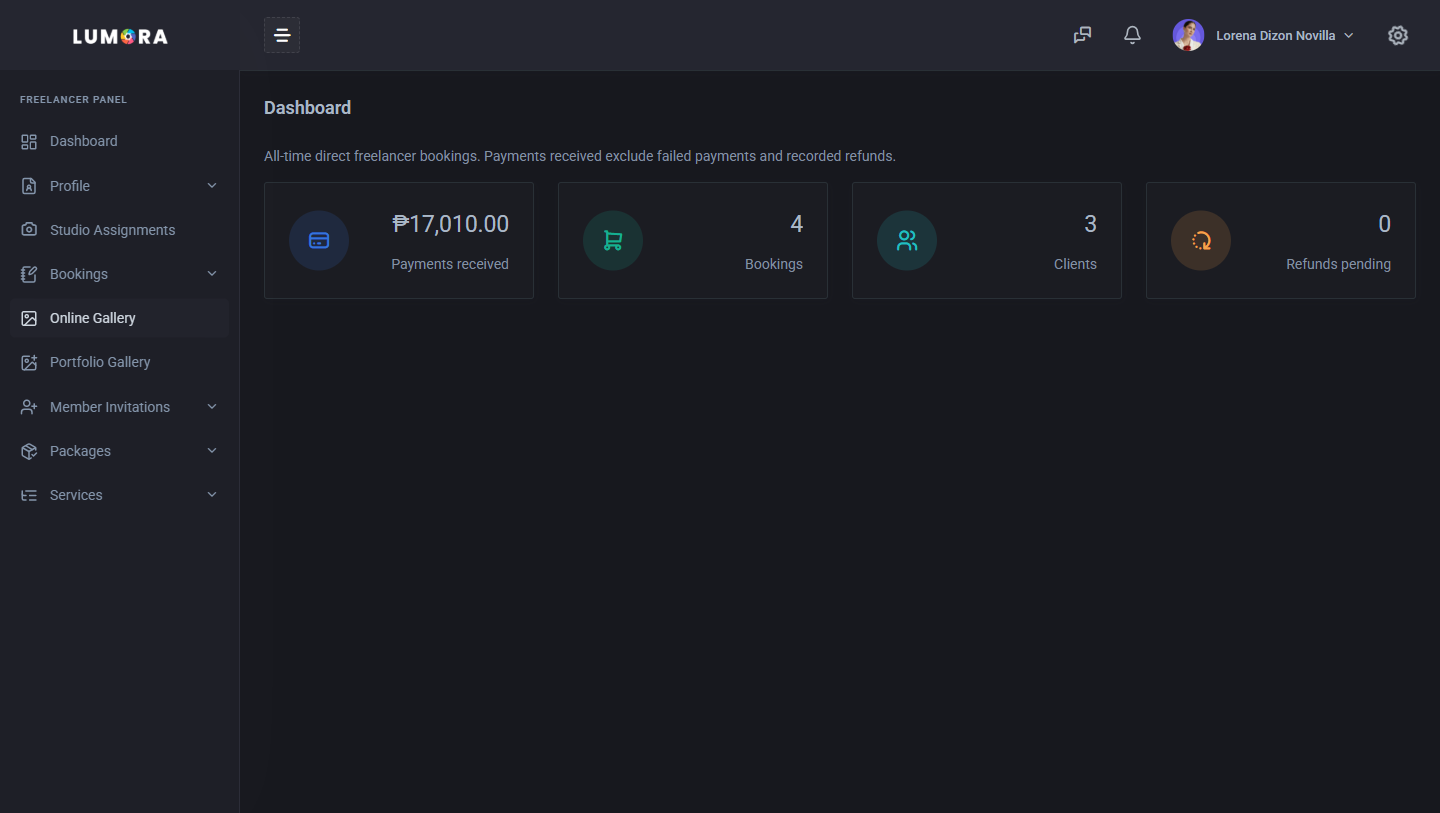 LUMORA
Lorena Dizon Novilla
FREELANCER PANEL
Dashboard
Profile
Studio Assignments
Bookings
Online Gallery
Portfolio Gallery
Member Invitations
Packages
Services
Dashboard
All-time direct freelancer bookings. Payments received exclude failed payments and recorded refunds.
₱17,010.00
Payments received
4
Bookings
3
Clients
0
Refunds pending